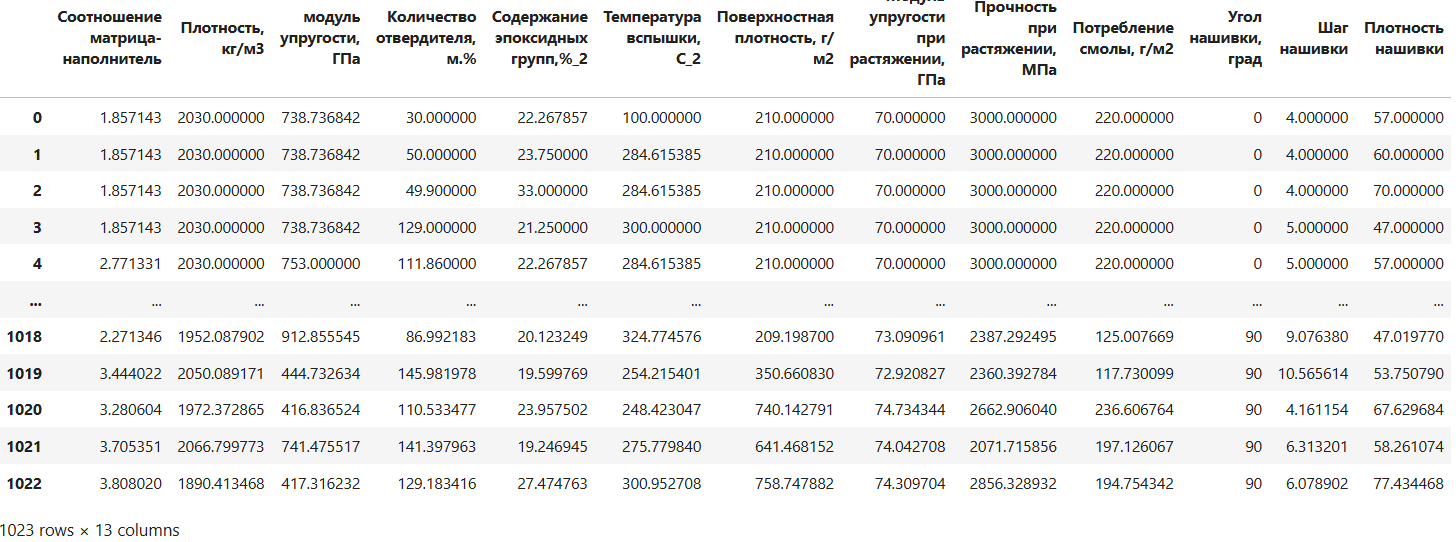 Соотношение матрица-наполнитель Плотность, кг/м3 модуль упругости, ГПа Количество отвердителя, м.% Содержание эпоксидных групп,%_2 Температура вспышки, С_2 Поверхностная плотность, г/м2 упругости при растяжении, ГПа Прочность при растяжении, МПа Потребление смолы, г/м2 Угол нашивки, град Шаг нашивки Плотность нашивки
0 1.857143 2030.000000 738.736842 30.000000 22.267857 100.000000 210.000000 70.000000 3000.000000 220.000000 0 4.000000 57.000000
1 1.857143 2030.000000 738.736842 50.000000 23.750000 284.615385 210.000000 70.000000 3000.000000 220.000000 0 4.000000 60.000000
2 1.857143 2030.000000 738.736842 49.900000 33.000000 284.615385 210.000000 70.000000 3000.000000 220.000000 0 4.000000 70.000000
3 1.857143 2030.000000 738.736842 129.000000 21.250000 300.000000 210.000000 70.000000 3000.000000 220.000000 0 5.000000 47.000000
4 2.771331 2030.000000 753.000000 111.860000 22.267857 284.615385 210.000000 70.000000 3000.000000 220.000000 0 5.000000 57.000000
... ... ... ... ... ... ... ... ... ... ... ... ... ...
1018 2.271346 1952.087902 912.855545 86.992183 20.123249 324.774576 209.198700 73.090961 2387.292495 125.007669 90 9.076380 47.019770
1019 3.444022 2050.089171 444.732634 145.981978 19.599769 254.215401 350.660830 72.920827 2360.392784 117.730099 90 10.565614 53.750790
1020 3.280604 1972.372865 416.836524 110.533477 23.957502 248.423047 740.142791 74.734344 2662.906040 236.606764 90 4.161154 67.629684
1021 3.705351 2066.799773 741.475517 141.397963 19.246945 275.779840 641.468152 74.042708 2071.715856 197.126067 90 6.313201 58.261074
1022 3.808020 1890.413468 417.316232 129.183416 27.474763 300.952708 758.747882 74.309704 2856.328932 194.754342 90 6.078902 77.434468
1023 rows × 13 columns